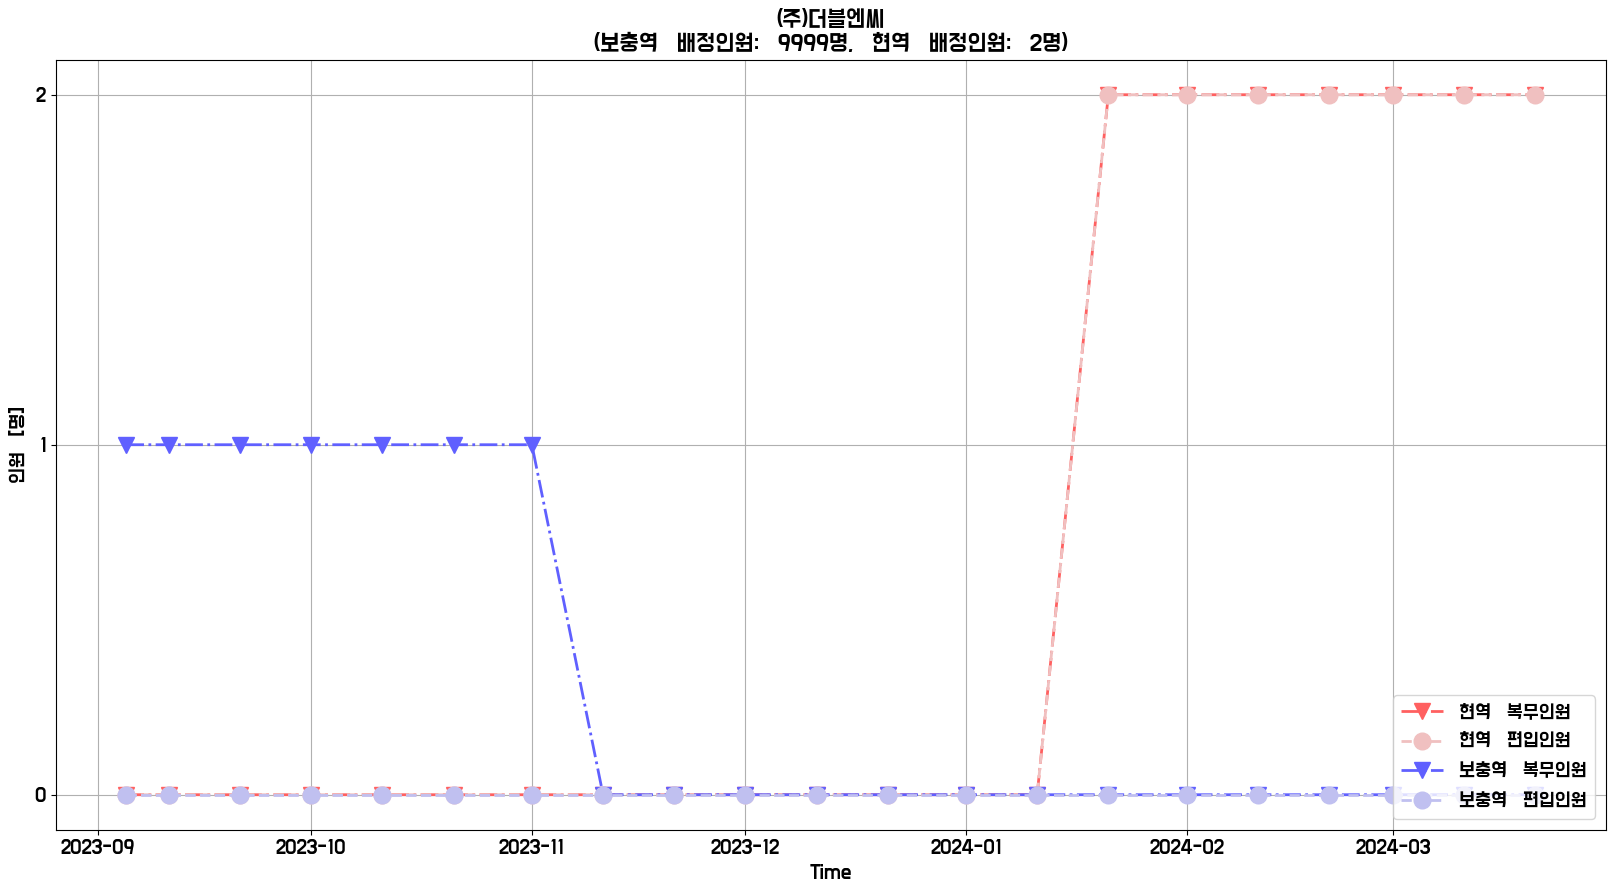 (주)더블엔씨
(보충역 배정인원: 9999명, 현역 배정인원: 2명)
2
1
0
인원 [명]
현역 복무인원
현역 편입인원
보충역 복무인원
보충역 편입인원
2023-09 2023-10 2023-11 2023-12 2024-01 2024-02 2024-03
Time